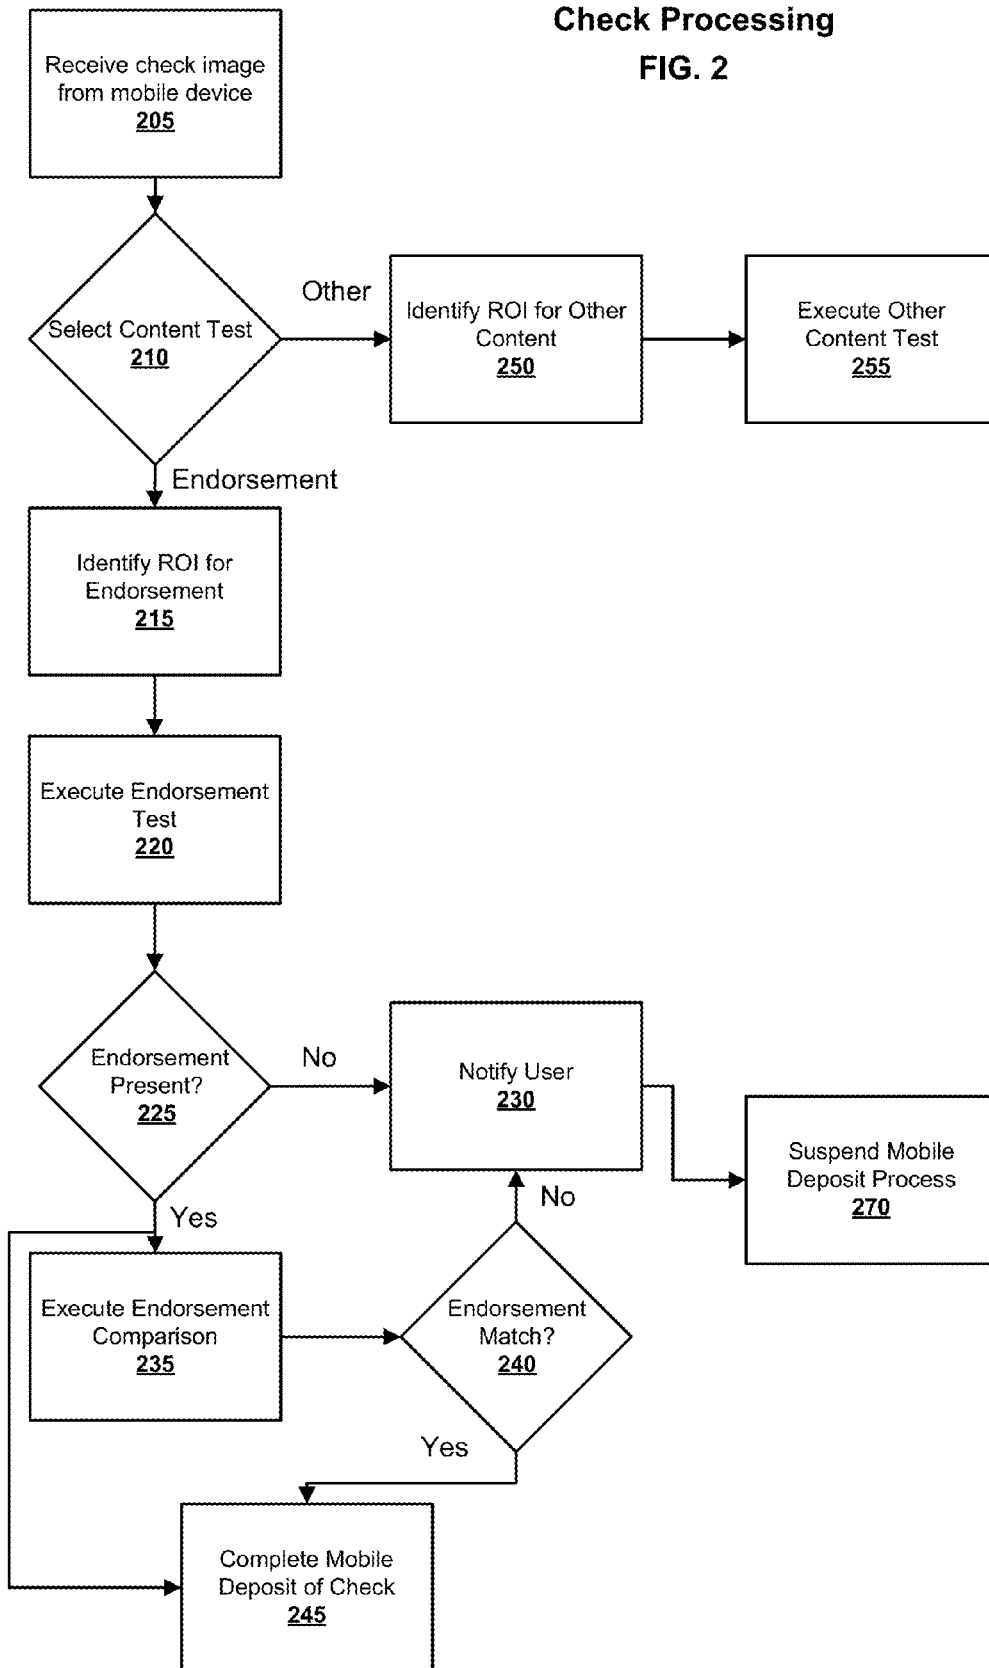 Check Processing
FIG. 2
Receive check image
from mobile device
205
Select Content Test
210
Other
Identify ROI for Other
Content
250
Execute Other
Content Test
255
Endorsement
Identify ROI for
Endorsement
215
Execute Endorsement
Test
220
Endorsement
Present?
225
No
Notify User
230
Suspend Mobile
Deposit Process
270
Yes
No
Execute Endorsement
Comparison
235
Endorsement
Match?
240
Yes
Complete Mobile
Deposit of Check
245